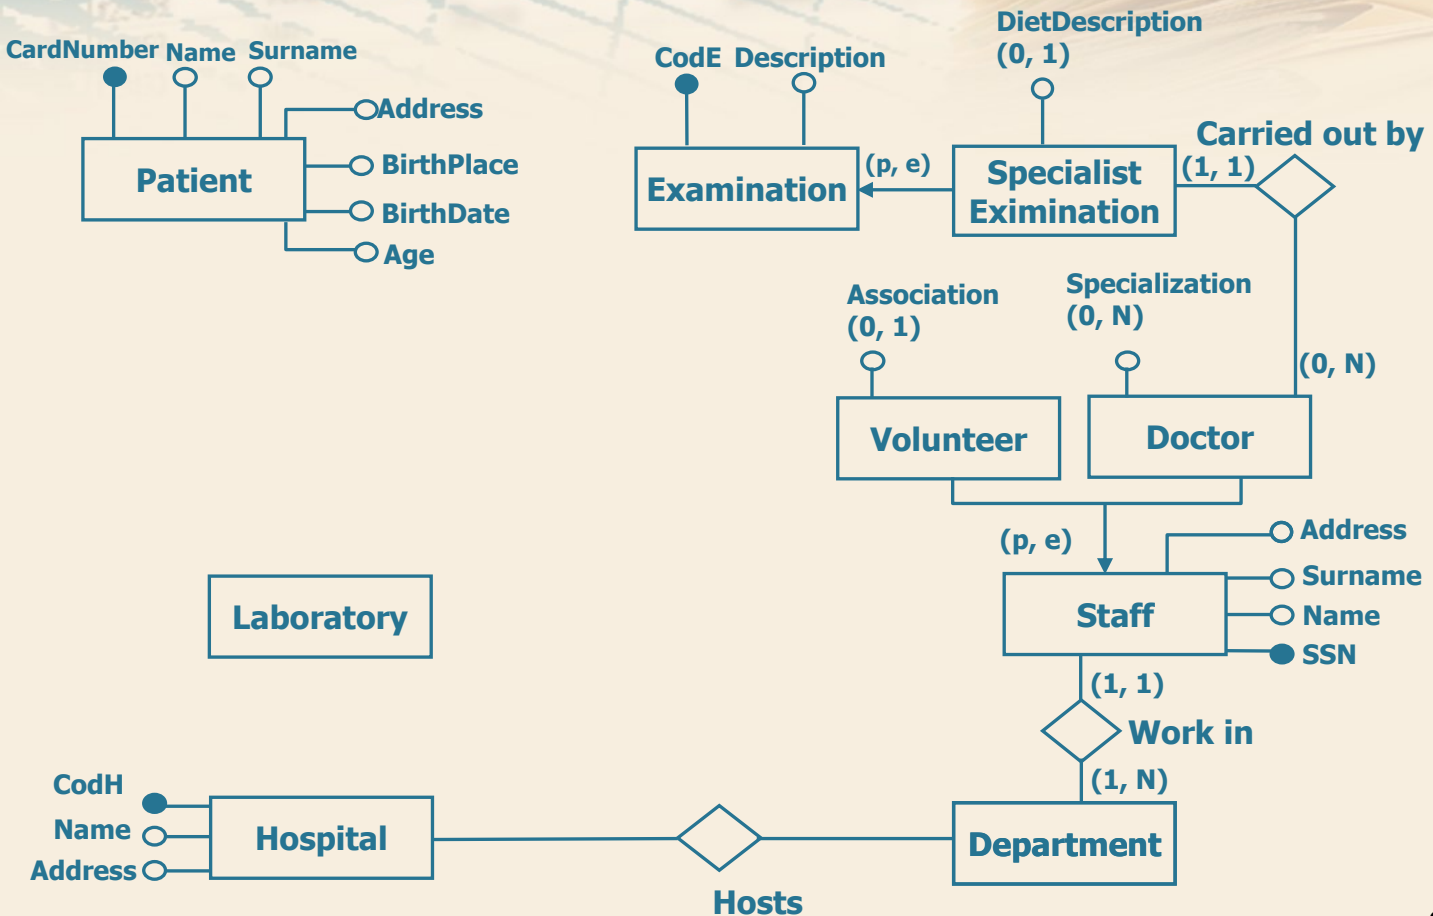 DietDescription
(0, 1)
CardNumber Name Surname
CodE Description
Address
Carried out by
Patient
BirthPlace
BirthDate
Age
Examination
(p, e)
Specialist
Eximination
(1, 1)
Association
(0, 1)
Specialization
(0, N)
(0, N)
Volunteer
Doctor
(p, e)
Address
Surname
Name
SSN
Staff
Laboratory
(1, 1)
Work in
(1, N)
CodH
Name
Address
Hospital
Department
Hosts